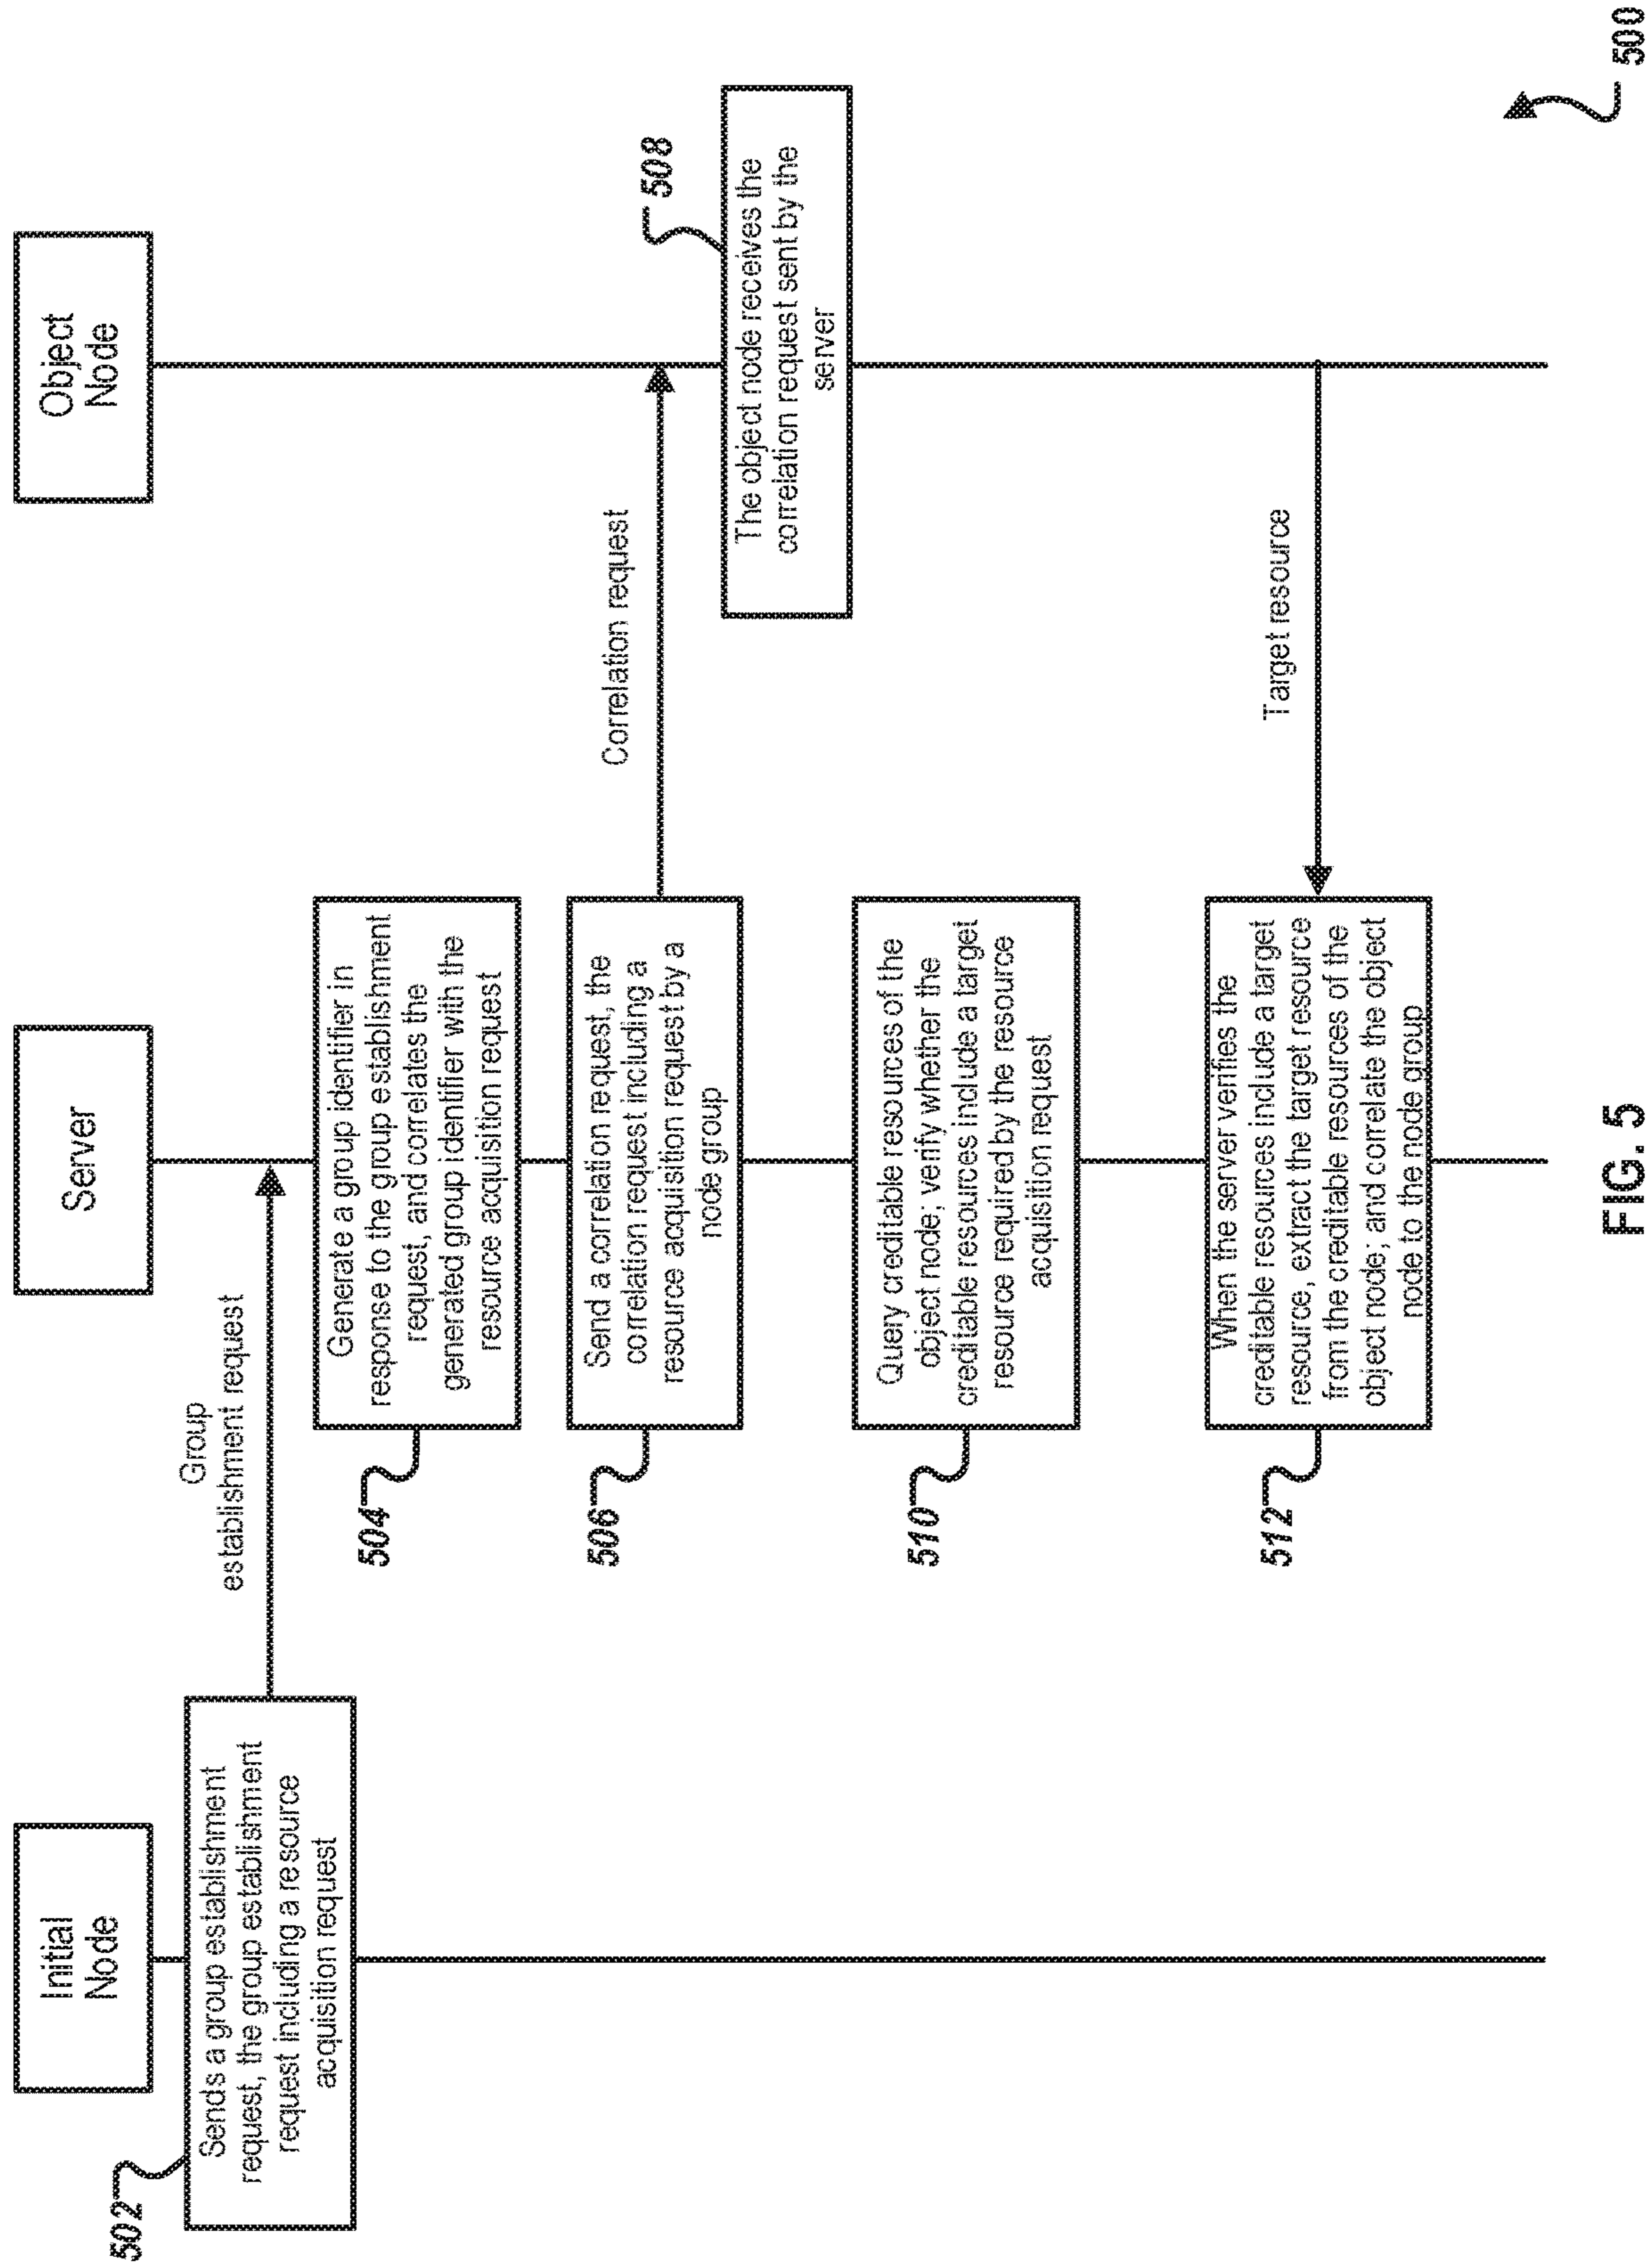 Initial
Node
Server
Object
Node
502
Sends a group establishment
request, the group establishment
request including a resource
acquisition request
Group
establishment request
504
Generate a group identifier in
response to the group establishment
request, and correlates the
generated group identifier with the
resource acquisition request
506
Send a correlation request, the
correlation request including a
resource acquisition request by a
node group
Correlation request
508
The object node receives the
correlation request sent by the
server
510
Query creditable resources of the
object node; verify whether the
creditable resources include a target
resource required by the resource
acquisition request
512
When the server verifies the
creditable resources include a target
resource, extract the target resource
from the creditable resources of the
object node; and correlate the object
node to the node group
Target resource
500
FIG. 5